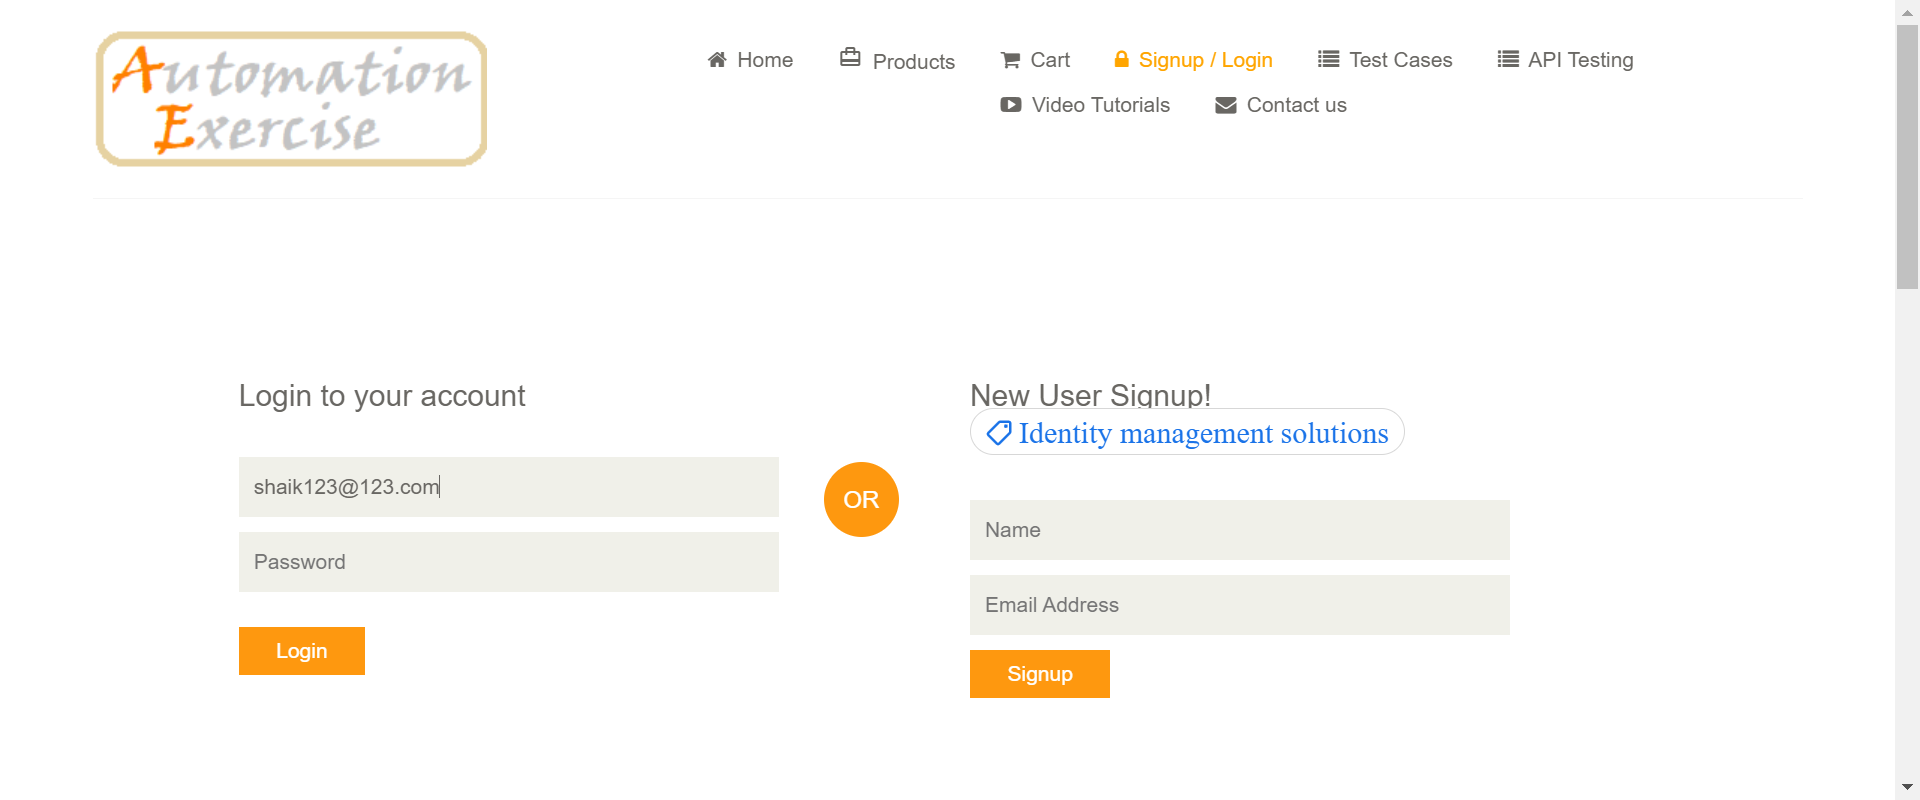 Automation
Exercise
Home
Products
Cart
Signup / Login
Test Cases
API Testing
Video Tutorials
Contact us
Login to your account
shaik123@123.com
Password
Login
OR
New User Signup!
Identity management solutions
Name
Email Address
Signup